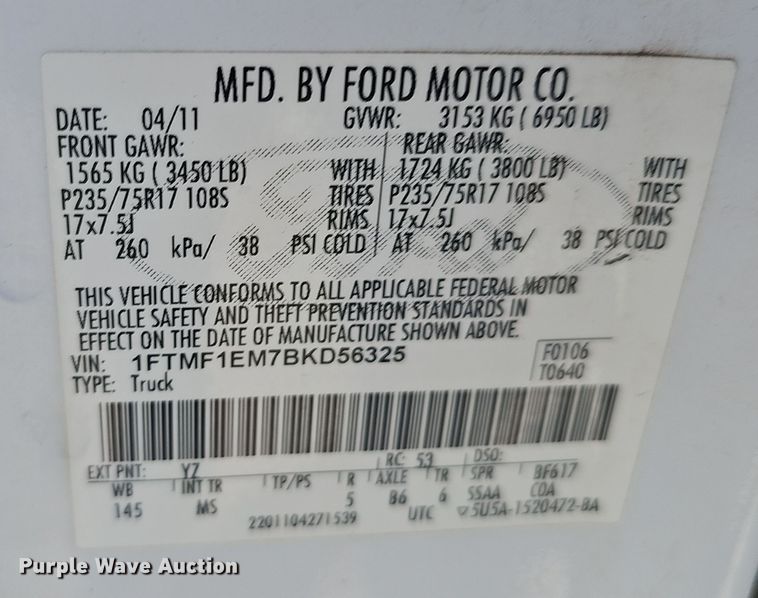 MFD. BY FORD MOTOR CO.
DATE: 04/11 GVWR: 3153 KG ( 6950 LB)
FRONT GAWR: REAR GAWR:
1565 KG ( 3450 LB) WITH 1724 KG ( 3800 LB) WITH
P235/75R17 108S TIRES P235/75R17 108S TIRES
17x7.5J RIMS 17x7.5J RIMS
AT 260 kPa/ 38 PSI COLD AT 260 kPa/ 38 PSI COLD
THIS VEHICLE CONFORMS TO ALL APPLICABLE FEDERAL MOTOR
VEHICLE SAFETY AND THEFT PREVENTION STANDARDS IN
EFFECT ON THE DATE OF MANUFACTURE SHOWN ABOVE.
VIN: 1FTMF1EM7BKD56325 F0106
TYPE: Truck T0640
EXT PNT: YZ RC: 53 DSO:
WB INT TR TP/PS R AXLE TR SPR BF617
145 MS 5 B6 6 SSAA COA
2201104271539 UTC 5U5A-1520472-BA
Purple Wave Auction